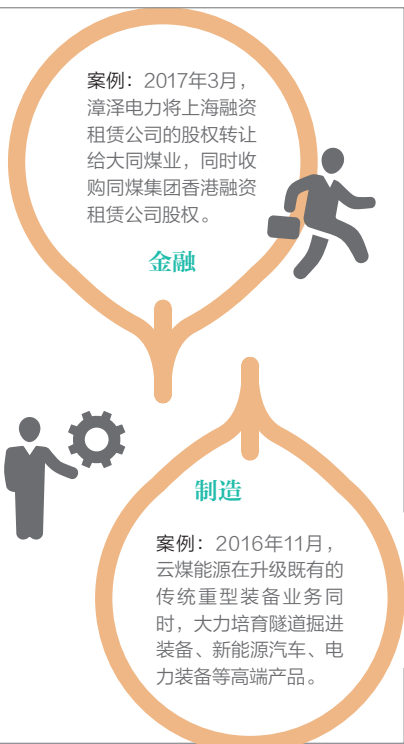 案例：2017年3月，
漳泽电力将上海融资
租赁公司的股权转让
给大同煤业，同时收
购同煤集团香港融资
租赁公司股权。
金融
制造
案例：2016年11月，
云煤能源在升级既有的
传统重型装备业务同
时，大力培育隧道掘进
装备、新能源汽车、电
力装备等高端产品。